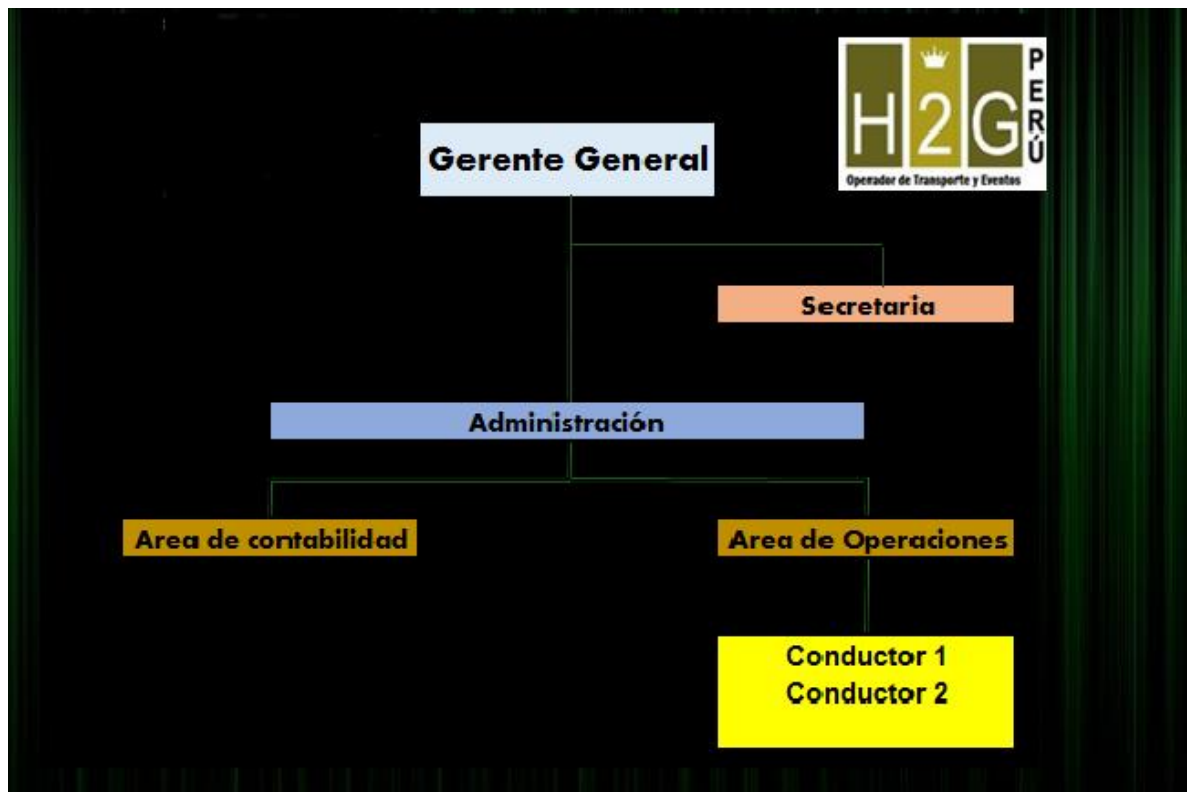 H2G
PERÚ
Operador de Transporte y Eventos
Gerente General
Secretaria
Administración
Area de contabilidad
Area de Operaciones
Conductor 1
Conductor 2